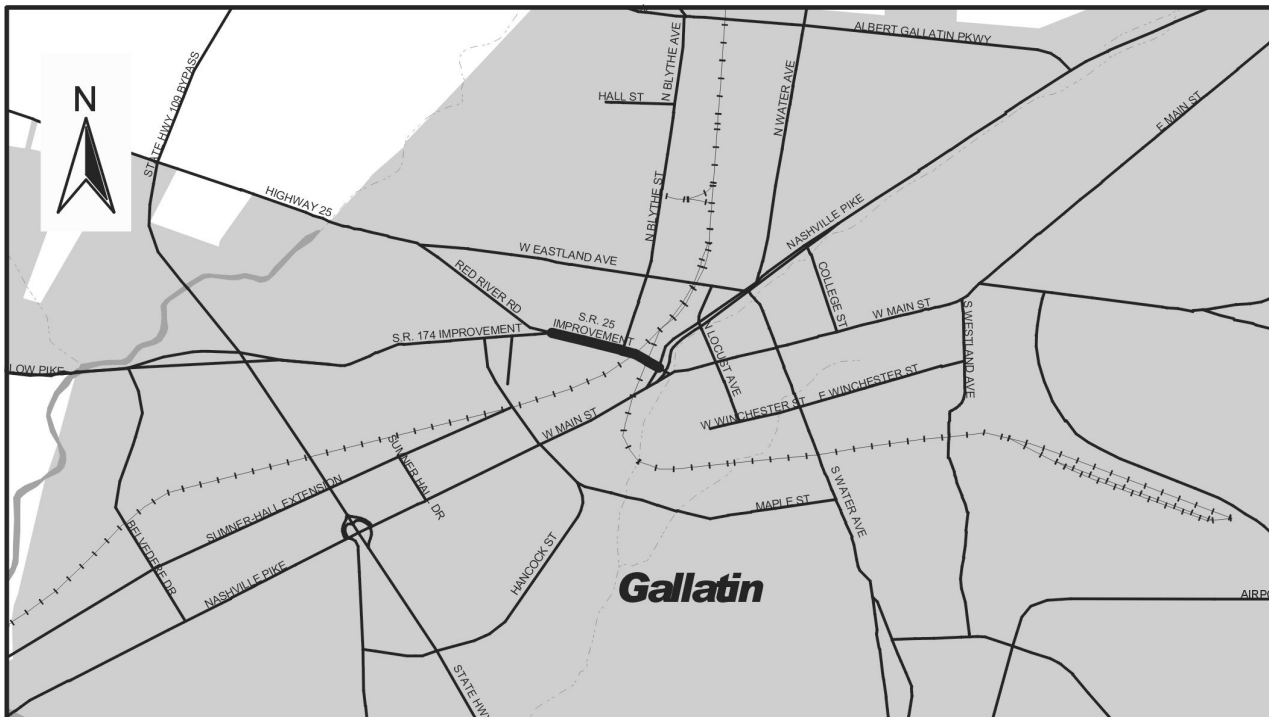 ALBERT GALLATIN PKWY
N BLYTHE AVE
STATE HWY 109 BYPASS
N
HALL ST
N WATER AVE
E MAIN ST
HIGHWAY 25
N BLYTHE ST
NASHVILLE PIKE
W EASTLAND AVE
RED RIVER RD
COLLEGE ST
S.R. 25
IMPROVEMENT
S.R. 174 IMPROVEMENT
W MAIN ST
N LOCUST AVE
S WESTLAND AVE
LOW PIKE
E WINCHESTER ST
W WINCHESTER ST
W MAIN ST
SUMNER HALL DR
SUMNER-HALL EXTENSION
MAPLE ST
S WATER AVE
BELVEDERE DR
NASHVILLE PIKE
HANCOCK ST
Gallatin
AIRPO
STATE HWY